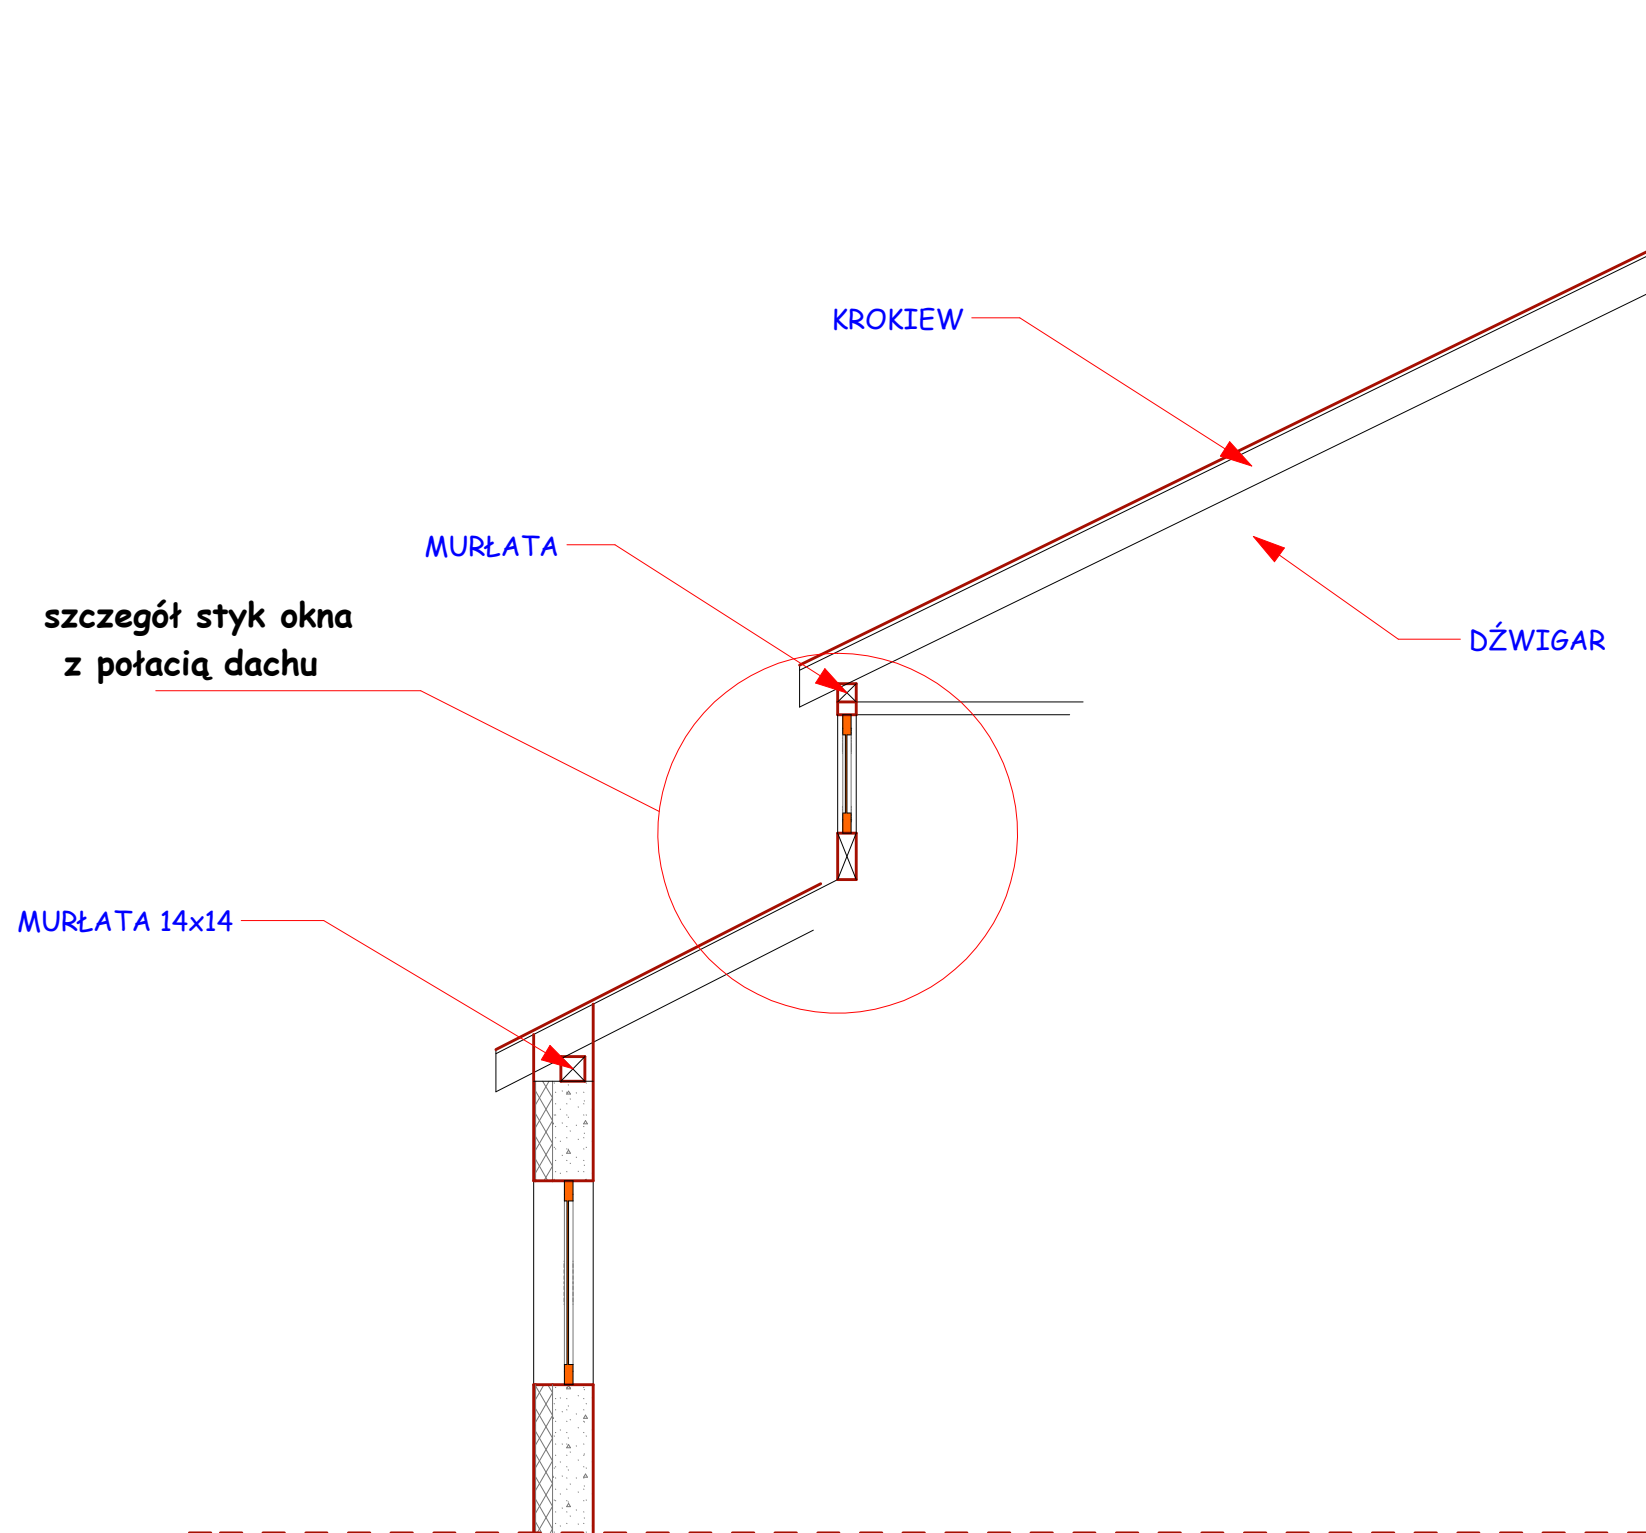 KROKIEW
MURŁATA
szczegół styk okna
z połacią dachu
DŹWIGAR
MURŁATA 14x14